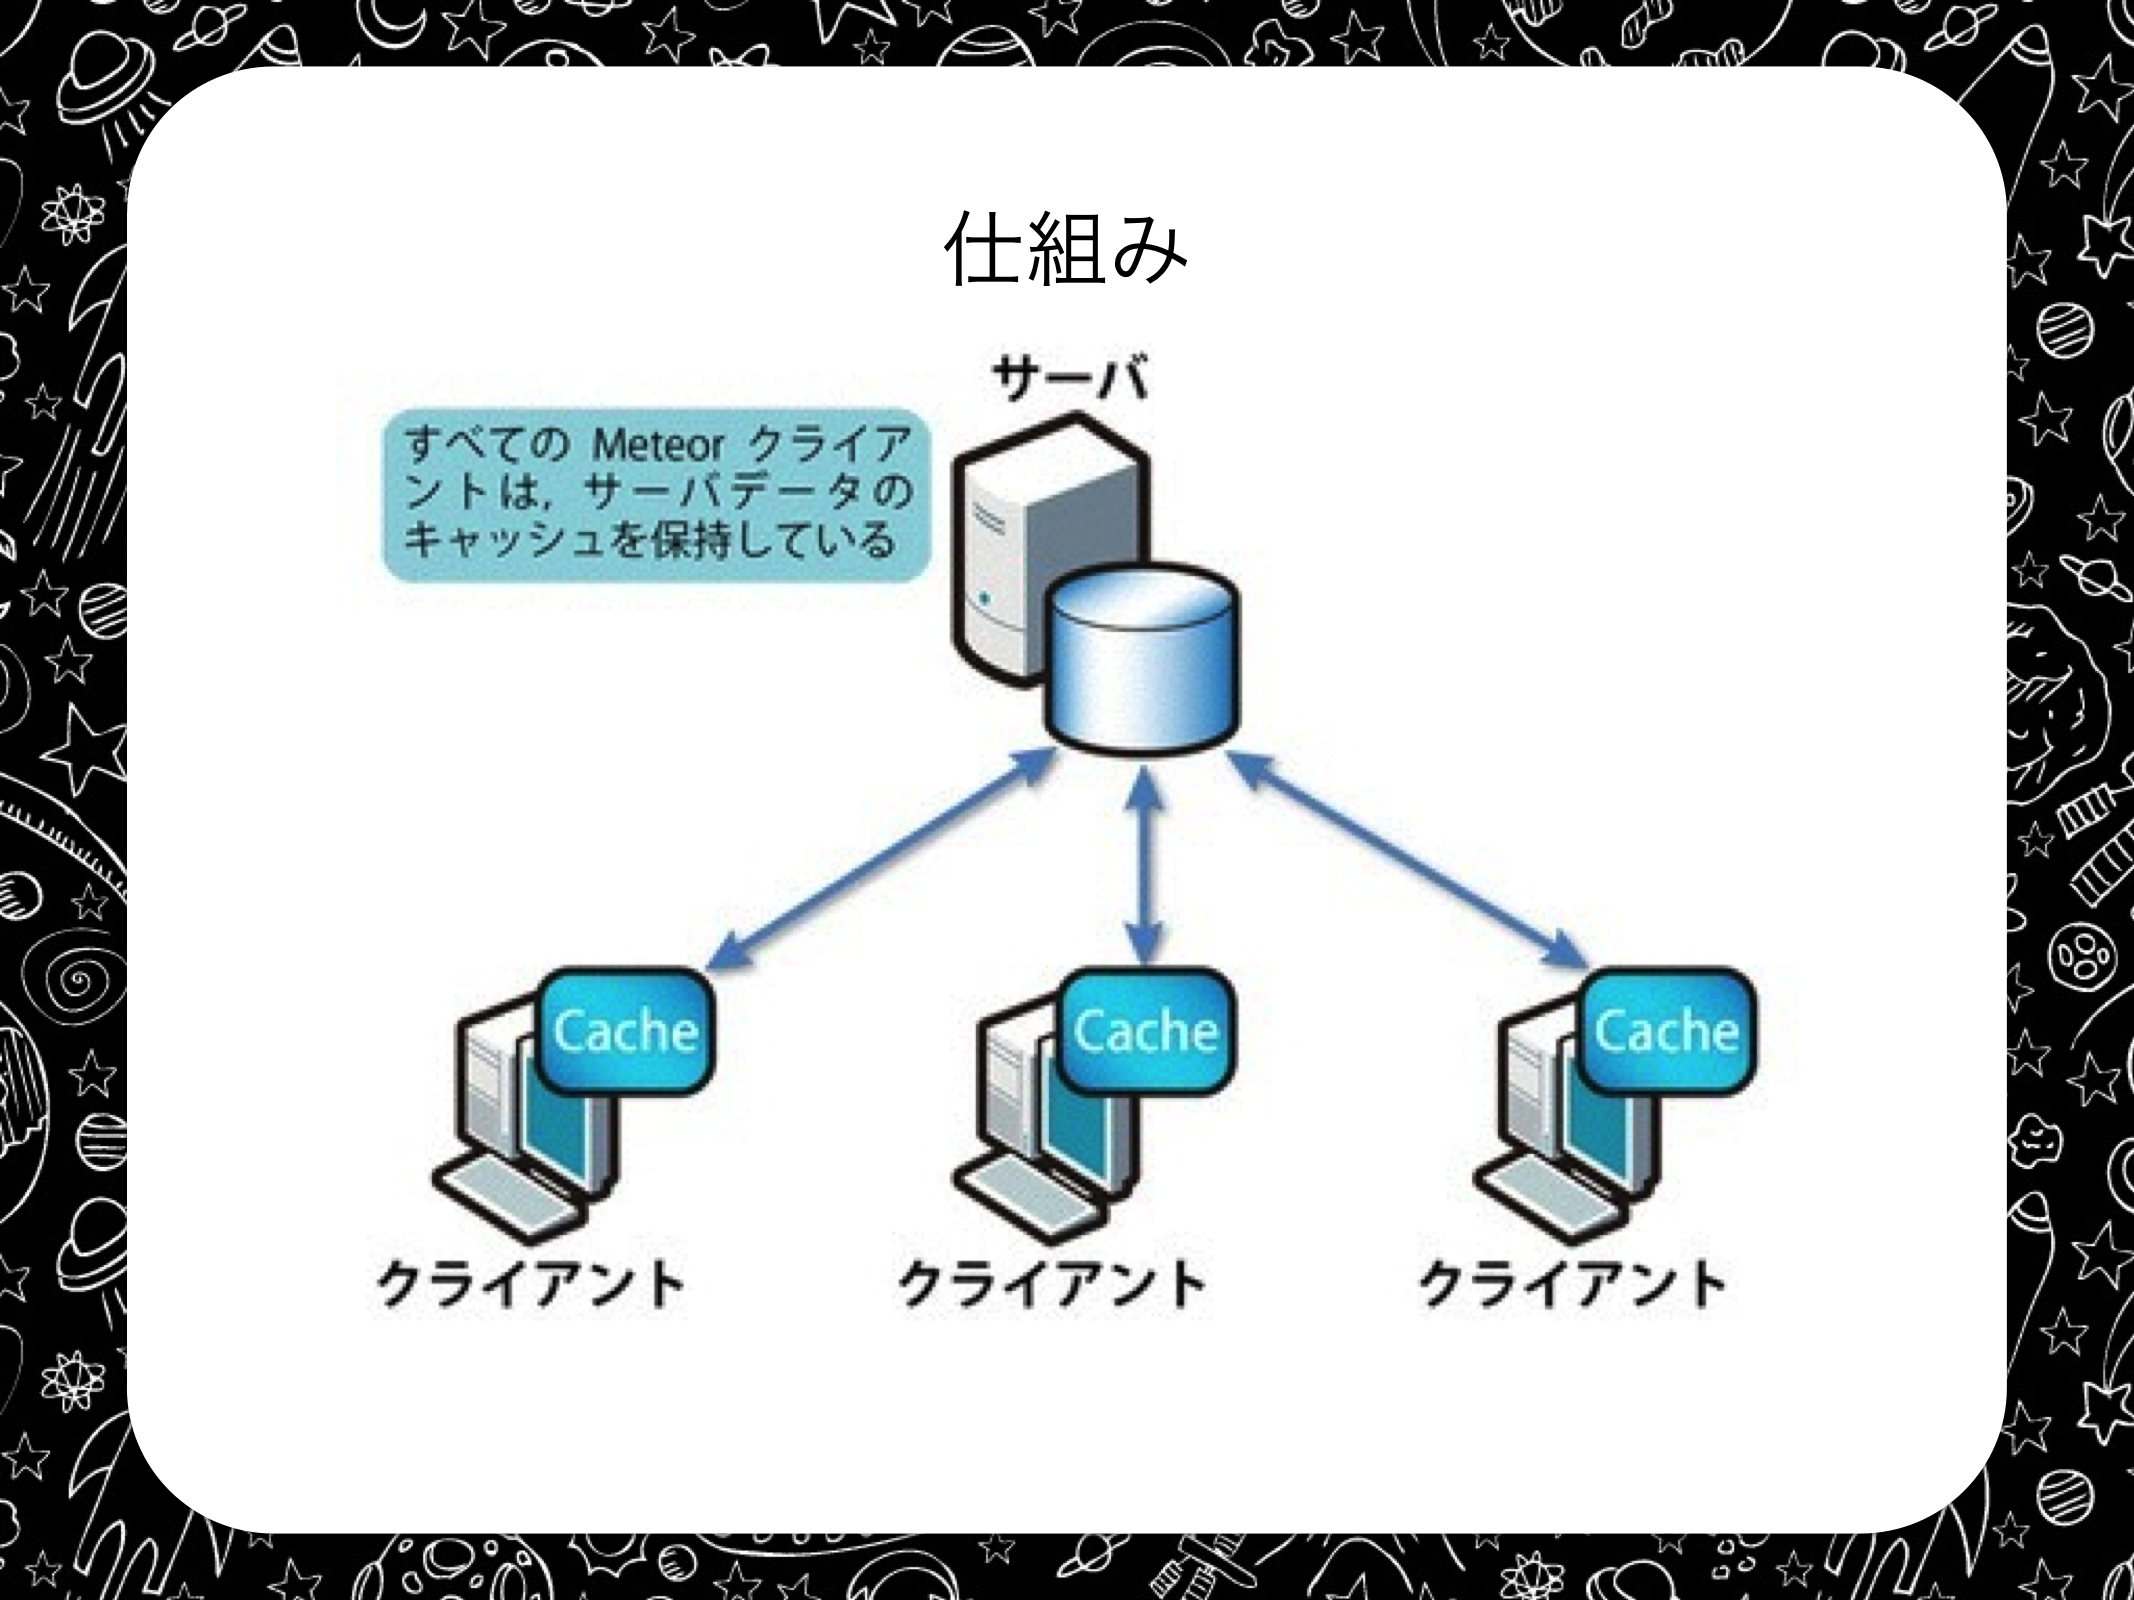 仕組み
サーバ
すべての Meteor クライア
ントは，サーバデータの
キャッシュを保持している
Cache
Cache
Cache
クライアント
クライアント
クライアント